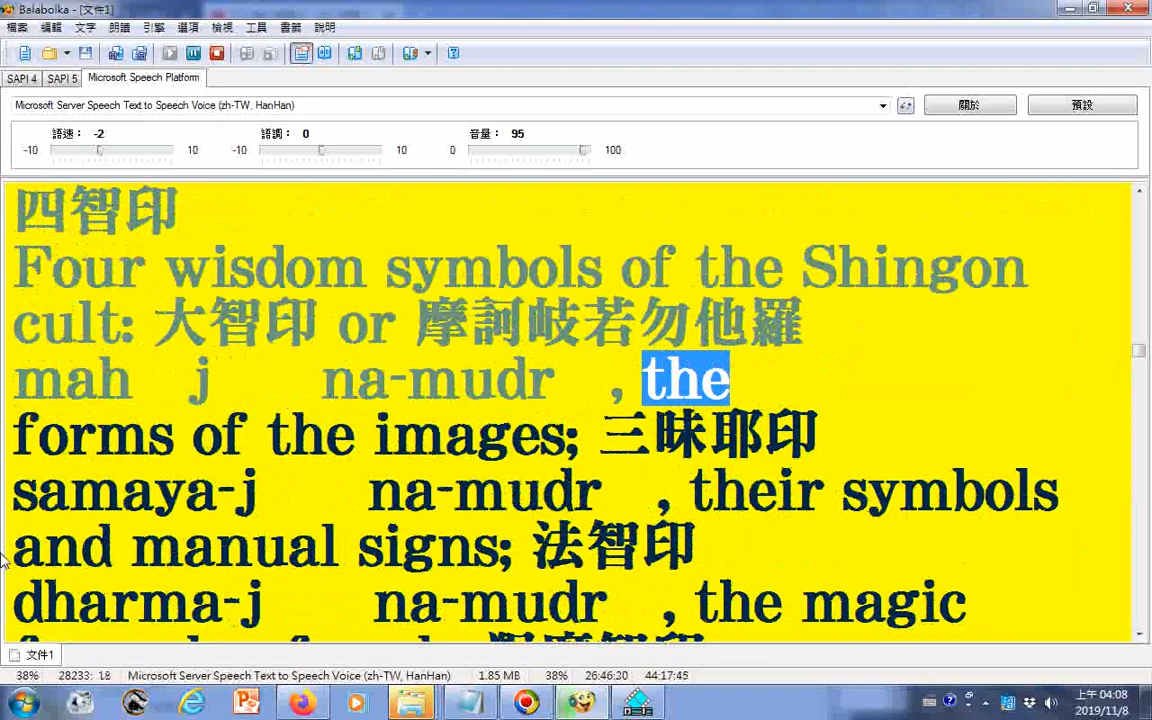 Balabolka - [文件1]
檔案 編輯 文字 朗讀 引擎 選項 檢視 工具 書籤 說明
SAPI 4 SAPI 5 Microsoft Speech Platform
Microsoft Server Speech Text to Speech Voice (zh-TW, HanHan) 關於 預設
語速： -2 語調： 0 音量： 95
-10 10 -10 10 0 100
四智印
Four wisdom symbols of the Shingon
cult: 大智印 or 摩訶岐若勿他羅
mah j na-mudr , the
forms of the images; 三昧耶印
samaya-j na-mudr , their symbols
and manual signs; 法智印
dharma-j na-mudr , the magic
文件1
38% 28233: 18 Microsoft Server Speech Text to Speech Voice (zh-TW, HanHan) 1.85 MB 38% 26:46:20 44:17:45
上午 04:08
2019/11/8